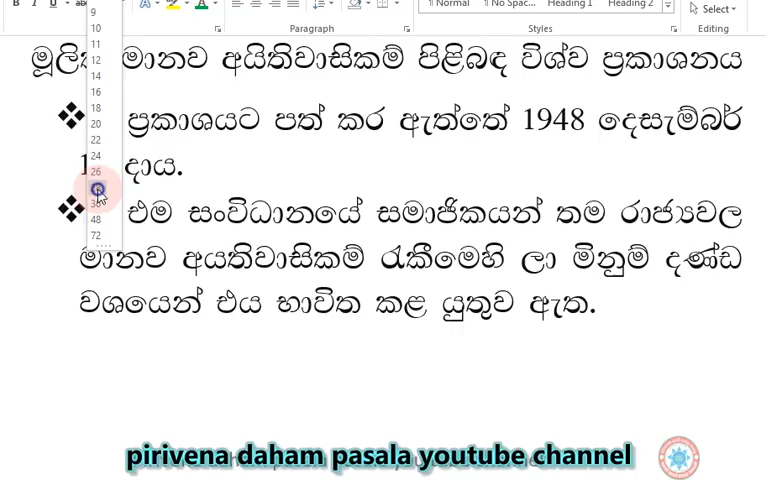 B I U abc A A
Paragraph Styles Editing
¶ Normal ¶ No Spac... Heading 1 Heading 2 Select
9
10
11
12
14
16
18
20
22
24
26
36
48
72
මානව අයිතිවාසිකම් පිළිබඳ විශ්ව ප්‍රකාශනය
❖ ප්‍රකාශයට පත් කර ඇත්තේ 1948 දෙසැම්බර්
දාය.
❖ එම සංවිධානයේ සමාජිකයන් තම රාජ්‍යවල
මානව අයතිවාසිකම් රැකීමෙහි ලා මිනුම් දණ්ඩ
වශයෙන් එය භාවිත කළ යුතුව ඇත.
pirivena daham pasala youtube channel